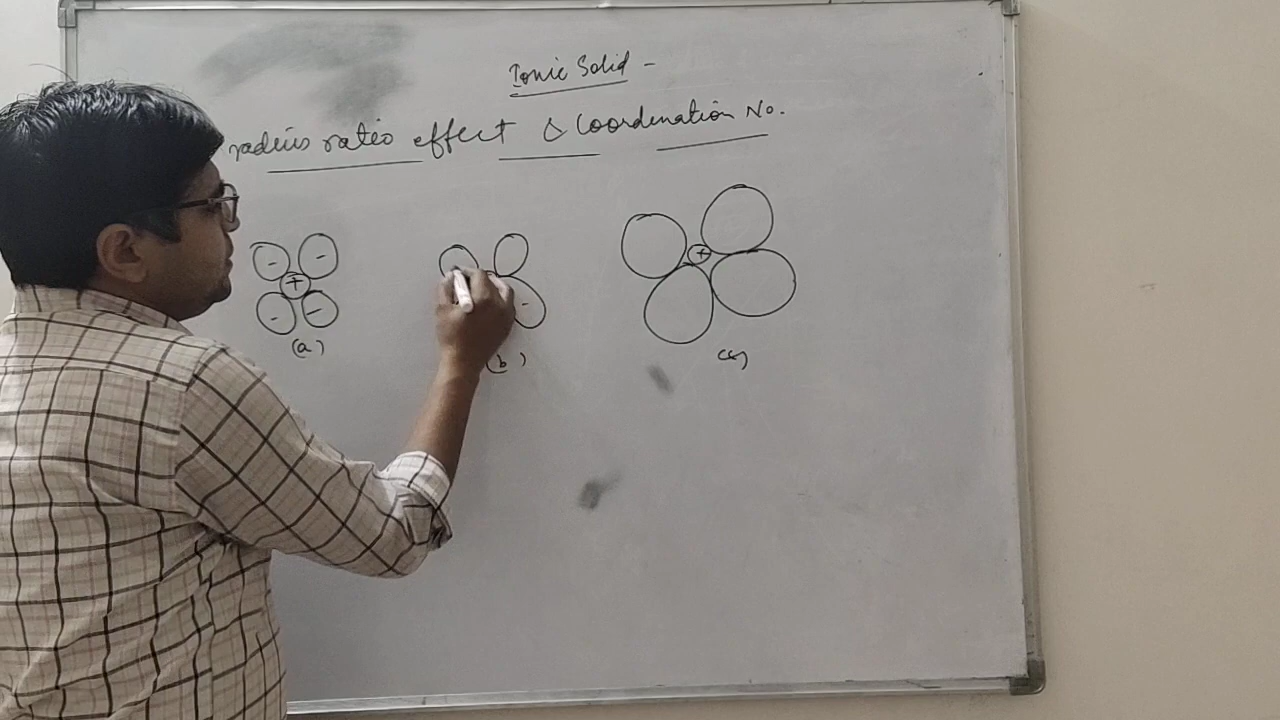 Ionic Solid -
radius ratio effect & Coordination No.
- - + - -
-
+
(a)
(b)
(c)